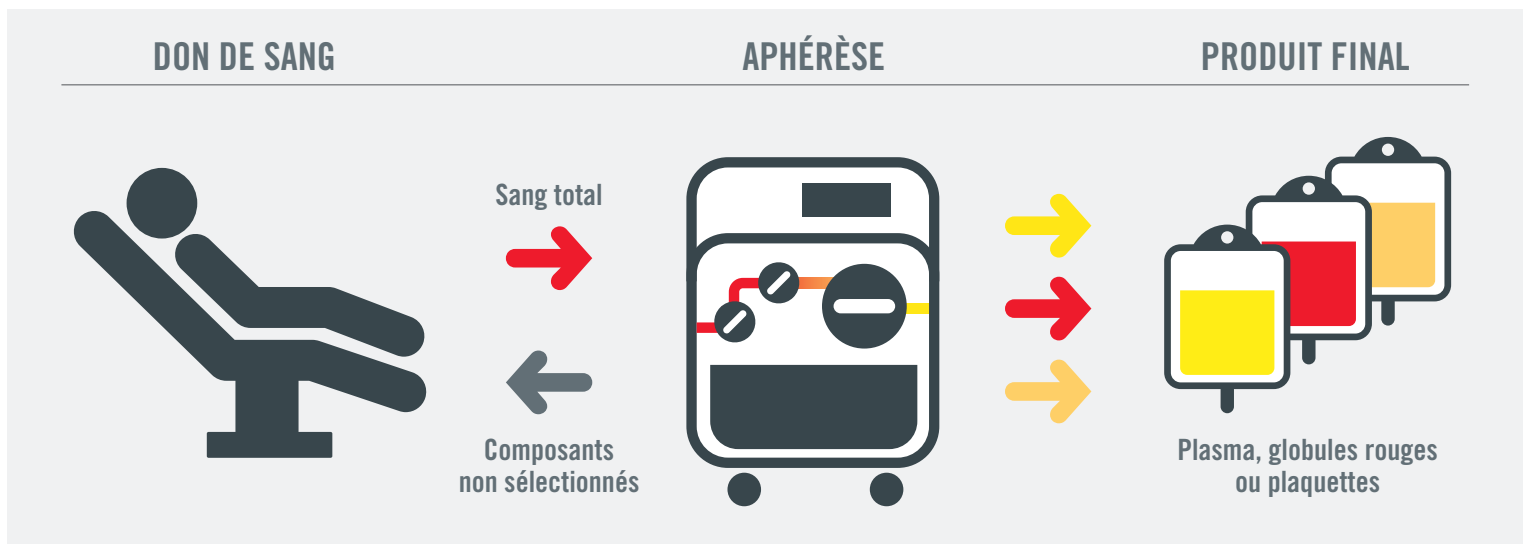 DON DE SANG
APHÉRÈSE
PRODUIT FINAL
Sang total
Composants
non sélectionnés
Plasma, globules rouges
ou plaquettes